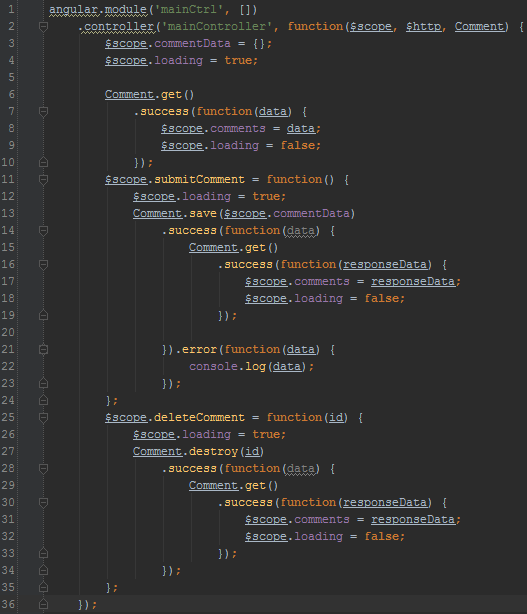 1 angular.module('mainCtrl', [])
2 .controller('mainController', function($scope, $http, Comment) {
3 $scope.commentData = {};
4 $scope.loading = true;
5
6 Comment.get()
7 .success(function(data) {
8 $scope.comments = data;
9 $scope.loading = false;
10 });
11 $scope.submitComment = function() {
12 $scope.loading = true;
13 Comment.save($scope.commentData)
14 .success(function(data) {
15 Comment.get()
16 .success(function(responseData) {
17 $scope.comments = responseData;
18 $scope.loading = false;
19 });
20
21 }).error(function(data) {
22 console.log(data);
23 });
24 };
25 $scope.deleteComment = function(id) {
26 $scope.loading = true;
27 Comment.destroy(id)
28 .success(function(data) {
29 Comment.get()
30 .success(function(responseData) {
31 $scope.comments = responseData;
32 $scope.loading = false;
33 });
34 });
35 };
36 });